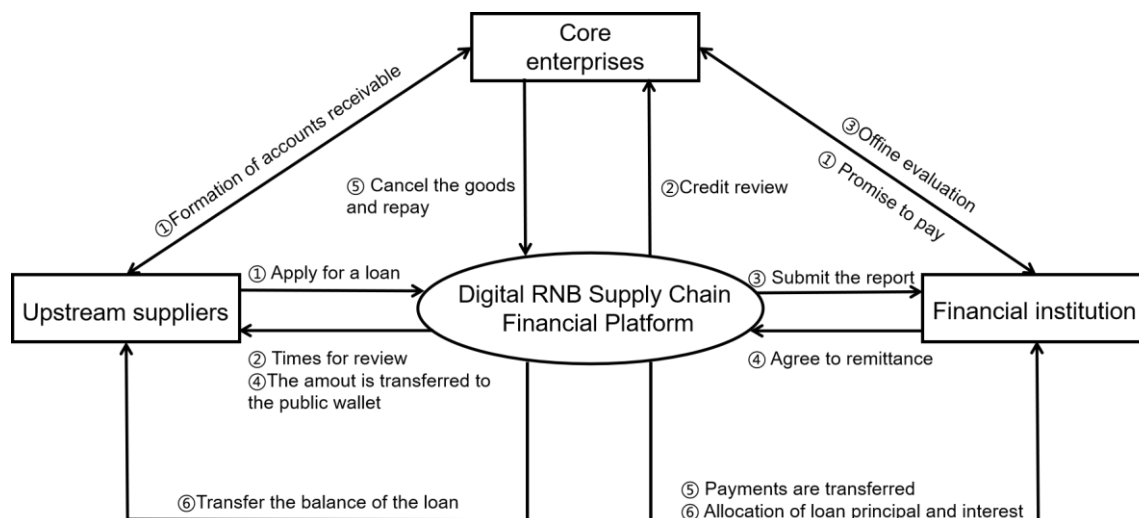 Core
enterprises
①Formation of accounts receivable
③Offine evaluation
① Promise to pay
⑤ Cancel the goods
and repay
②Credit review
① Apply for a loan
③ Submit the report
Upstream suppliers
Digital RNB Supply Chain
Financial Platform
Financial institution
② Times for review
④The amout is transferred to
the public wallet
④ Agree to remittance
⑥Transfer the balance of the loan
⑤ Payments are transferred
⑥ Allocation of loan principal and interest